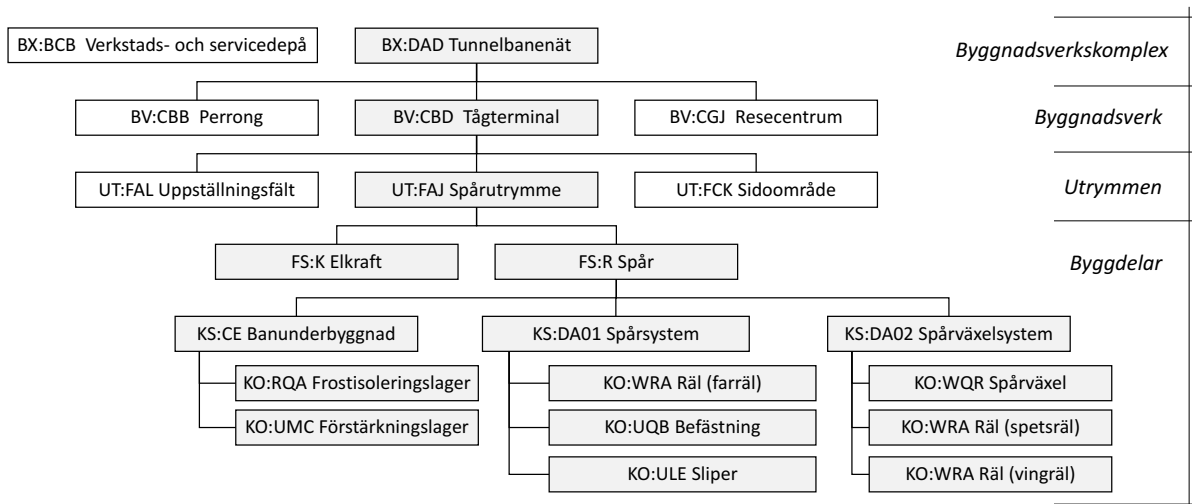 BX:BCB Verkstads- och servicedepå
BX:DAD Tunnelbanenät
Byggnadsverkskomplex
BV:CBB Perrong
BV:CBD Tågterminal
BV:CGJ Resecentrum
Byggnadsverk
UT:FAL Uppställningsfält
UT:FAJ Spårutrymme
UT:FCK Sidoområde
Utrymmen
FS:K Elkraft
FS:R Spår
Byggdelar
KS:CE Banunderbyggnad
KS:DA01 Spårsystem
KS:DA02 Spårväxelsystem
KO:RQA Frostisoleringslager
KO:WRA Räl (farräl)
KO:WQR Spårväxel
KO:UMC Förstärkningslager
KO:UQB Befästning
KO:WRA Räl (spetsräl)
KO:ULE Sliper
KO:WRA Räl (vingräl)